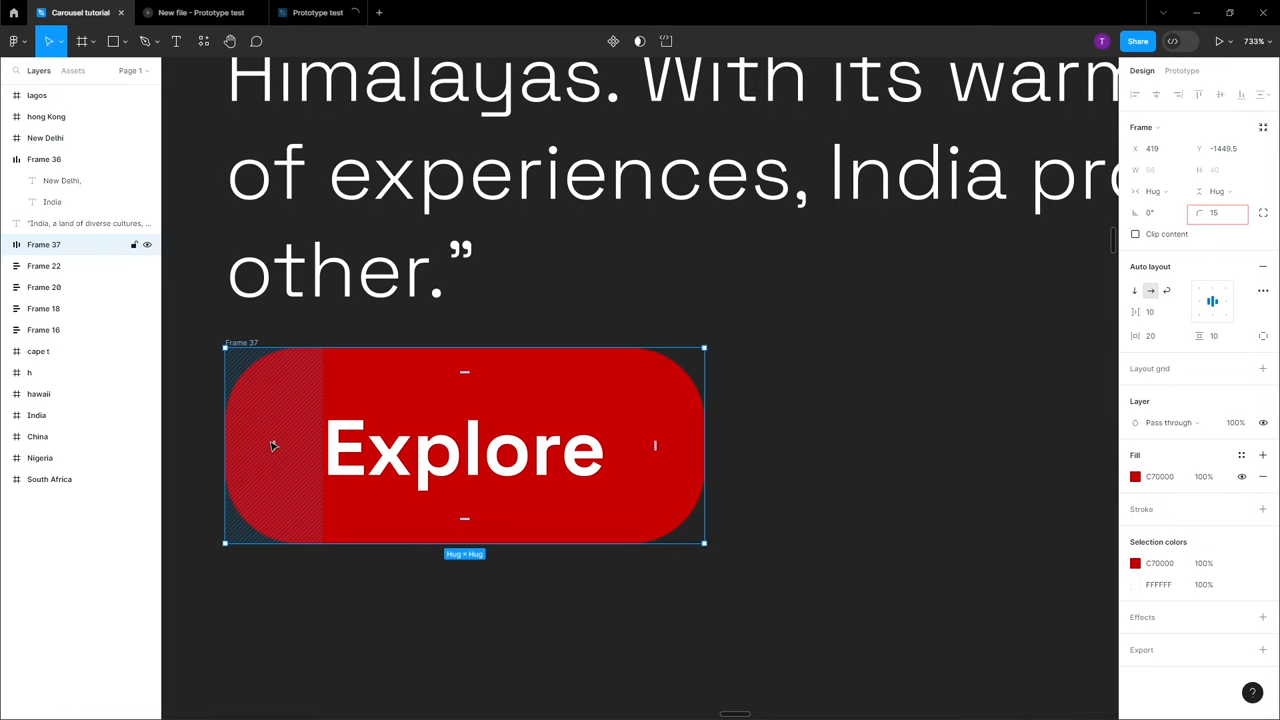 Carousel tutorial
New file - Prototype test
Prototype test
T
Share
733%
Layers
Assets
Page 1
lagos
hong Kong
New Delhi
Frame 36
New Delhi,
India
"India, a land of diverse cultures, ...
Frame 37
Frame 22
Frame 20
Frame 18
Frame 16
cape t
h
hawaii
India
China
Nigeria
South Africa
Himalayas. With its warm
of experiences, India pro
other.”
Frame 37
Explore
Hug × Hug
Design
Prototype
Frame
X 419
Y -1449.5
W 98
H 40
Hug
Hug
0°
15
Clip content
Auto layout
10
20
10
Layout grid
Layer
Pass through
100%
Fill
C70000
100%
Stroke
Selection colors
C70000
100%
FFFFFF
100%
Effects
Export
?